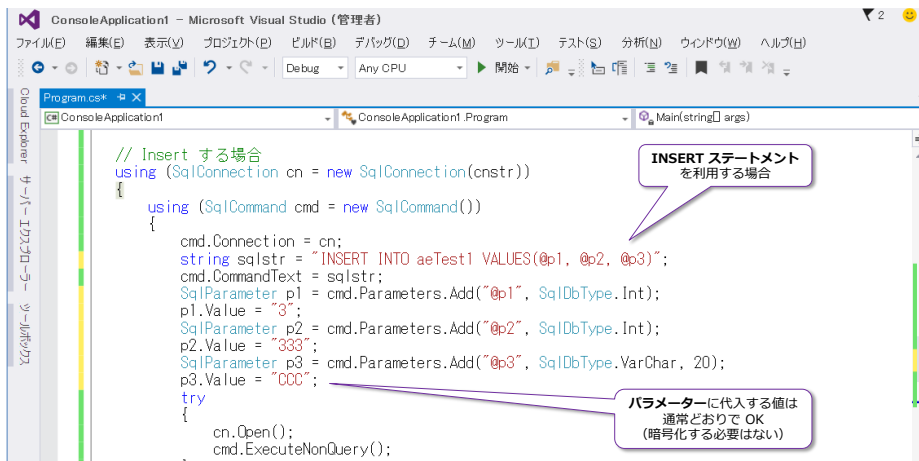 ConsoleApplication1 - Microsoft Visual Studio (管理者)
2
ファイル(F) 編集(E) 表示(V) プロジェクト(P) ビルド(B) デバッグ(D) チーム(M) ツール(T) テスト(S) 分析(N) ウィンドウ(W) ヘルプ(H)
Debug Any CPU 開始
Cloud Explorer
サーバー エクスプローラー
ツールボックス
Program.cs*
C# ConsoleApplication1
ConsoleApplication1.Program
Main(string[] args)
// Insert する場合
using (SqlConnection cn = new SqlConnection(cnstr))
{
using (SqlCommand cmd = new SqlCommand())
{
cmd.Connection = cn;
string sqlstr = "INSERT INTO aeTest1 VALUES(@p1, @p2, @p3)";
cmd.CommandText = sqlstr;
SqlParameter p1 = cmd.Parameters.Add("@p1", SqlDbType.Int);
p1.Value = "3";
SqlParameter p2 = cmd.Parameters.Add("@p2", SqlDbType.Int);
p2.Value = "333";
SqlParameter p3 = cmd.Parameters.Add("@p3", SqlDbType.VarChar, 20);
p3.Value = "CCC";
try
{
cn.Open();
cmd.ExecuteNonQuery();
INSERT ステートメント
を利用する場合
パラメーターに代入する値は
通常どおりで OK
(暗号化する必要はない)